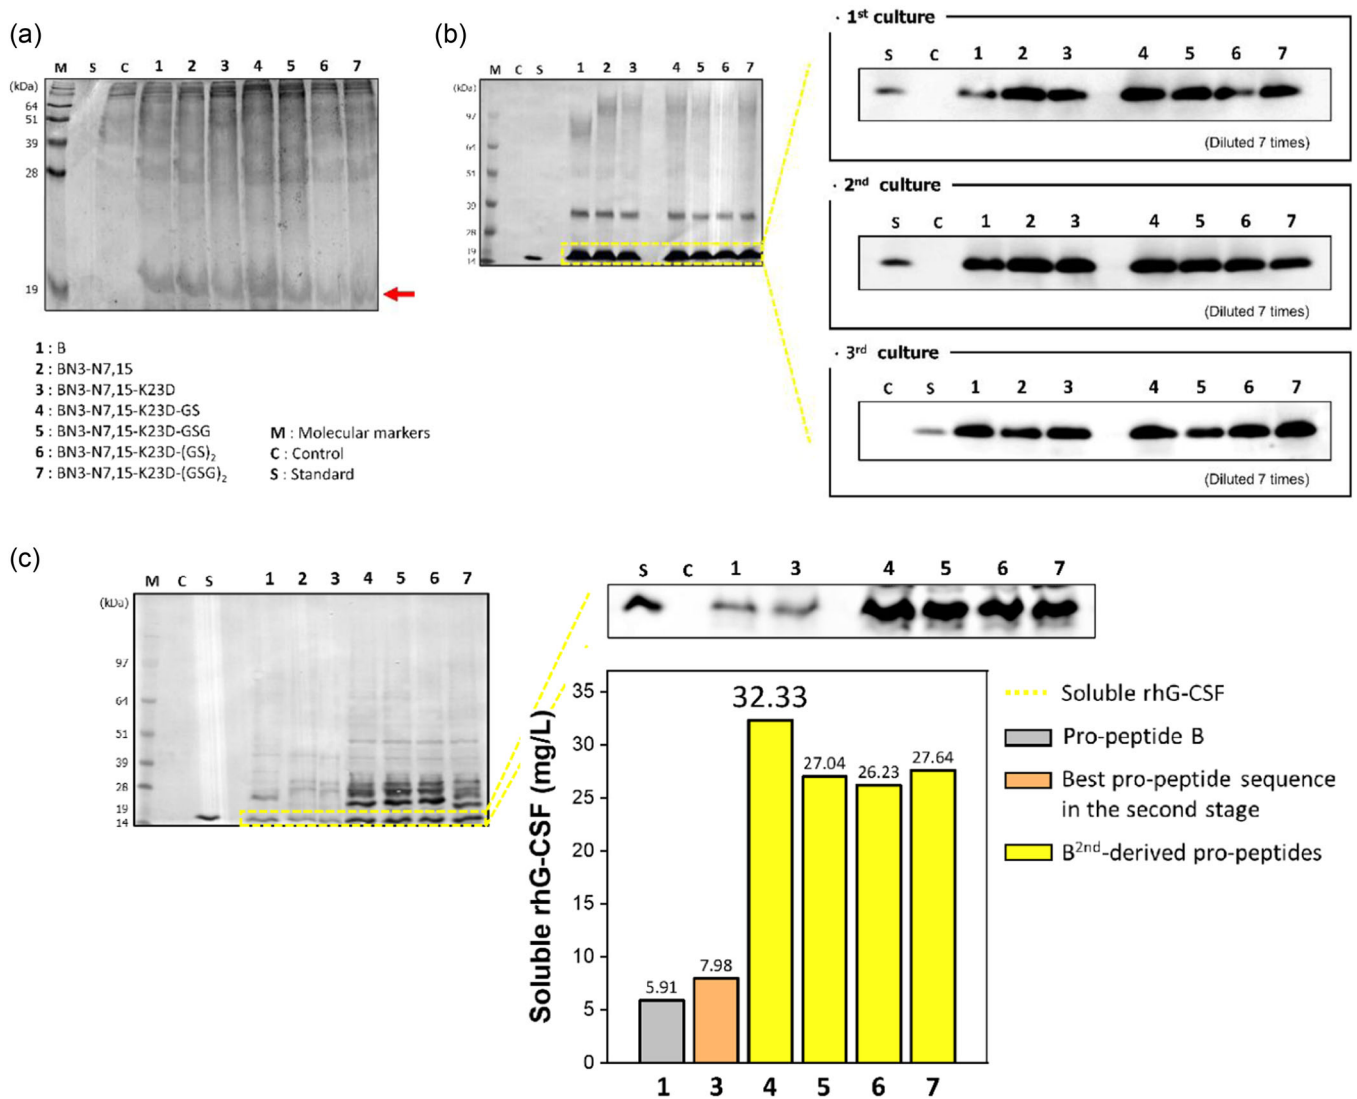 (a)
M S C 1 2 3 4 5 6 7
(kDa)
64
51
39
28
19
1 : B
2 : BN3-N7,15
3 : BN3-N7,15-K23D
4 : BN3-N7,15-K23D-GS
5 : BN3-N7,15-K23D-GSG
6 : BN3-N7,15-K23D-(GS)2
7 : BN3-N7,15-K23D-(GSG)2
M : Molecular markers
C : Control
S : Standard
(b)
M C S 1 2 3 4 5 6 7
(kDa)
97
64
51
39
28
19
14
· 1st culture
S C 1 2 3 4 5 6 7
(Diluted 7 times)
· 2nd culture
S C 1 2 3 4 5 6 7
(Diluted 7 times)
· 3rd culture
C S 1 2 3 4 5 6 7
(Diluted 7 times)
(c)
M C S 1 2 3 4 5 6 7
(kDa)
97
64
51
39
28
19
14
S C 1 3 4 5 6 7
Soluble rhG-CSF (mg/L)
35
30
25
20
15
10
5
0
5.91
7.98
32.33
27.04
26.23
27.64
1 3 4 5 6 7
Soluble rhG-CSF
Pro-peptide B
Best pro-peptide sequence
in the second stage
B2nd-derived pro-peptides